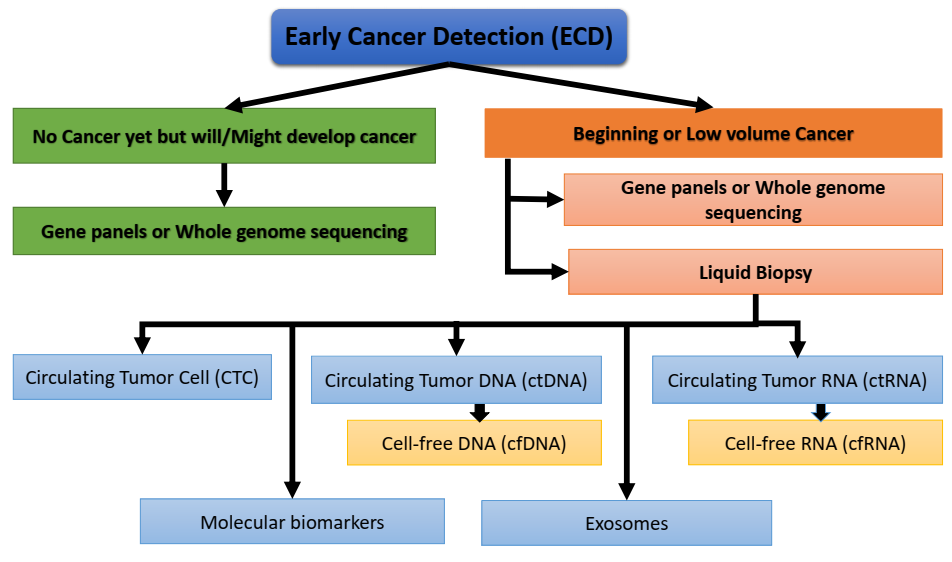 Early Cancer Detection (ECD)
No Cancer yet but will/Might develop cancer
Beginning or Low volume Cancer
Gene panels or Whole genome
sequencing
Gene panels or Whole genome sequencing
Liquid Biopsy
Circulating Tumor Cell (CTC)
Circulating Tumor DNA (ctDNA)
Circulating Tumor RNA (ctRNA)
Cell-free DNA (cfDNA)
Cell-free RNA (cfRNA)
Molecular biomarkers
Exosomes